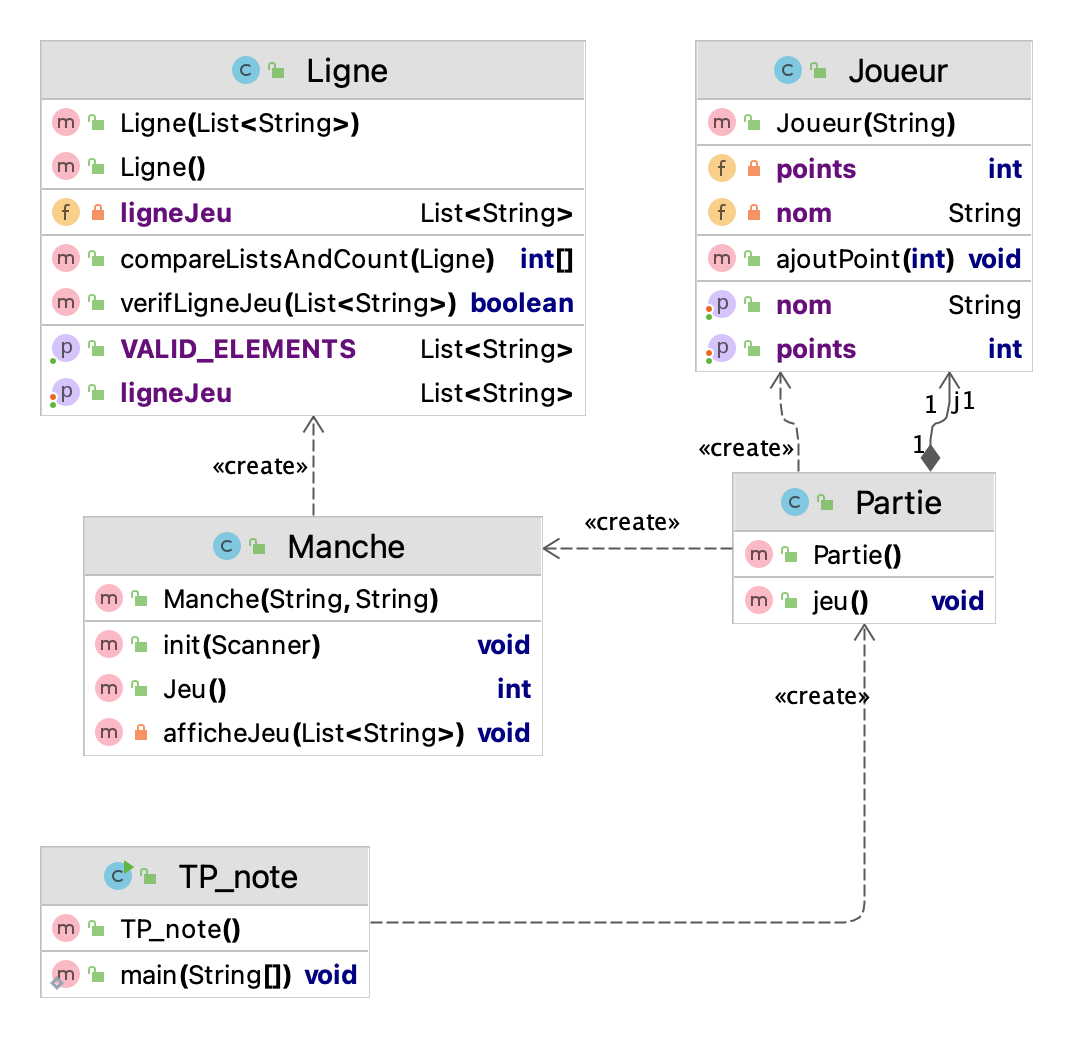 C Ligne
m Ligne(List<String>)
m Ligne()
f ligneJeu List<String>
m compareListsAndCount(Ligne) int[]
m verifLigneJeu(List<String>) boolean
p VALID_ELEMENTS List<String>
p ligneJeu List<String>
C Joueur
m Joueur(String)
f points int
f nom String
m ajoutPoint(int) void
p nom String
p points int
1 j1
1
«create»
«create»
«create»
C Partie
m Partie()
m jeu() void
C Manche
m Manche(String, String)
m init(Scanner) void
m Jeu() int
m afficheJeu(List<String>) void
«create»
C TP_note
m TP_note()
m main(String[]) void